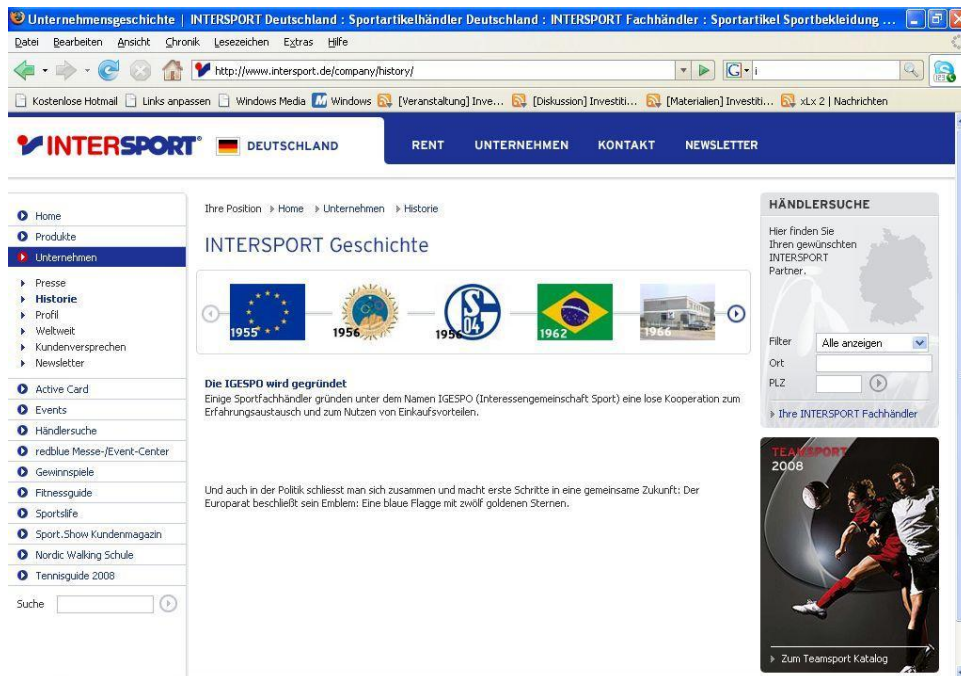 Unternehmensgeschichte | INTERSPORT Deutschland : Sportartikelhändler Deutschland : INTERSPORT Fachhändler : Sportartikel Sportbekleidung ...
Datei Bearbeiten Ansicht Chronik Lesezeichen Extras Hilfe
http://www.intersport.de/company/history/
G i
Kostenlose Hotmail Links anpassen Windows Media Windows [Veranstaltung] Inve... [Diskussion] Investiti... [Materialien] Investiti... xLx 2 | Nachrichten
INTERSPORT® DEUTSCHLAND RENT UNTERNEHMEN KONTAKT NEWSLETTER
Home
Produkte
Unternehmen
Presse
Historie
Profil
Weltweit
Kundenversprechen
Newsletter
Active Card
Events
Händlersuche
redblue Messe-/Event-Center
Gewinnspiele
Fitnessguide
Sportslife
Sport.Show Kundenmagazin
Nordic Walking Schule
Tennisguide 2008
Suche
Ihre Position Home Unternehmen Historie
INTERSPORT Geschichte
1955 1956 1956 1962 1966
S 04
Die IGESPO wird gegründet
Einige Sportfachhändler gründen unter dem Namen IGESPO (Interessengemeinschaft Sport) eine lose Kooperation zum
Erfahrungsaustausch und zum Nutzen von Einkaufsvorteilen.
Und auch in der Politik schliesst man sich zusammen und macht erste Schritte in eine gemeinsame Zukunft: Der
Europarat beschließt sein Emblem: Eine blaue Flagge mit zwölf goldenen Sternen.
HÄNDLERSUCHE
Hier finden Sie
Ihren gewünschten
INTERSPORT
Partner.
Filter Alle anzeigen
Ort
PLZ
Ihre INTERSPORT Fachhändler
TEAMSPORT
2008
Zum Teamsport Katalog